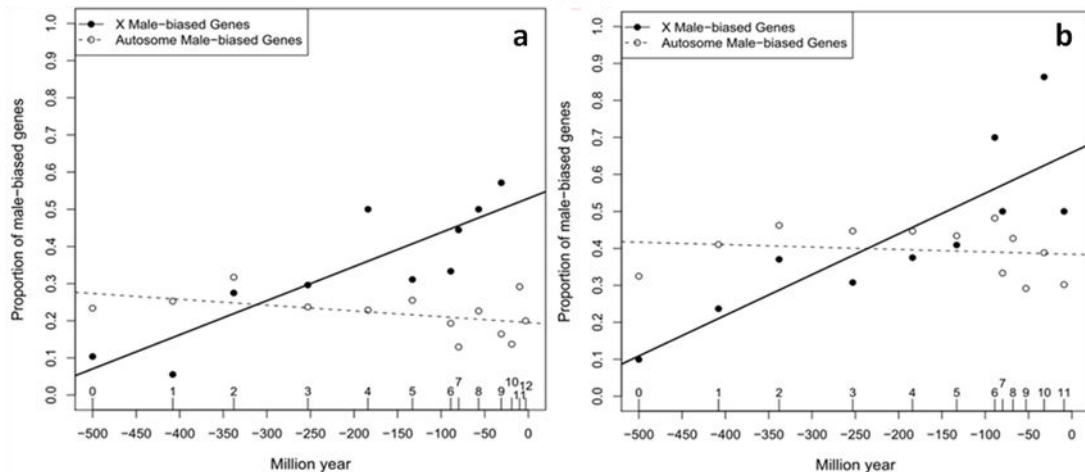 a
X Male-biased Genes
Autosome Male-biased Genes
Proportion of male-biased genes
1.0
0.9
0.8
0.7
0.6
0.5
0.4
0.3
0.2
0.1
0.0
0 1 2 3 4 5 6 7 8 9 10 11 12
−500 −450 −400 −350 −300 −250 −200 −150 −100 −50 0
Million year
b
X Male-biased Genes
Autosome Male-biased Genes
Proportion of male-biased genes
1.0
0.9
0.8
0.7
0.6
0.5
0.4
0.3
0.2
0.1
0.0
0 1 2 3 4 5 6 7 8 9 10 11
−500 −450 −400 −350 −300 −250 −200 −150 −100 −50 0
Million year